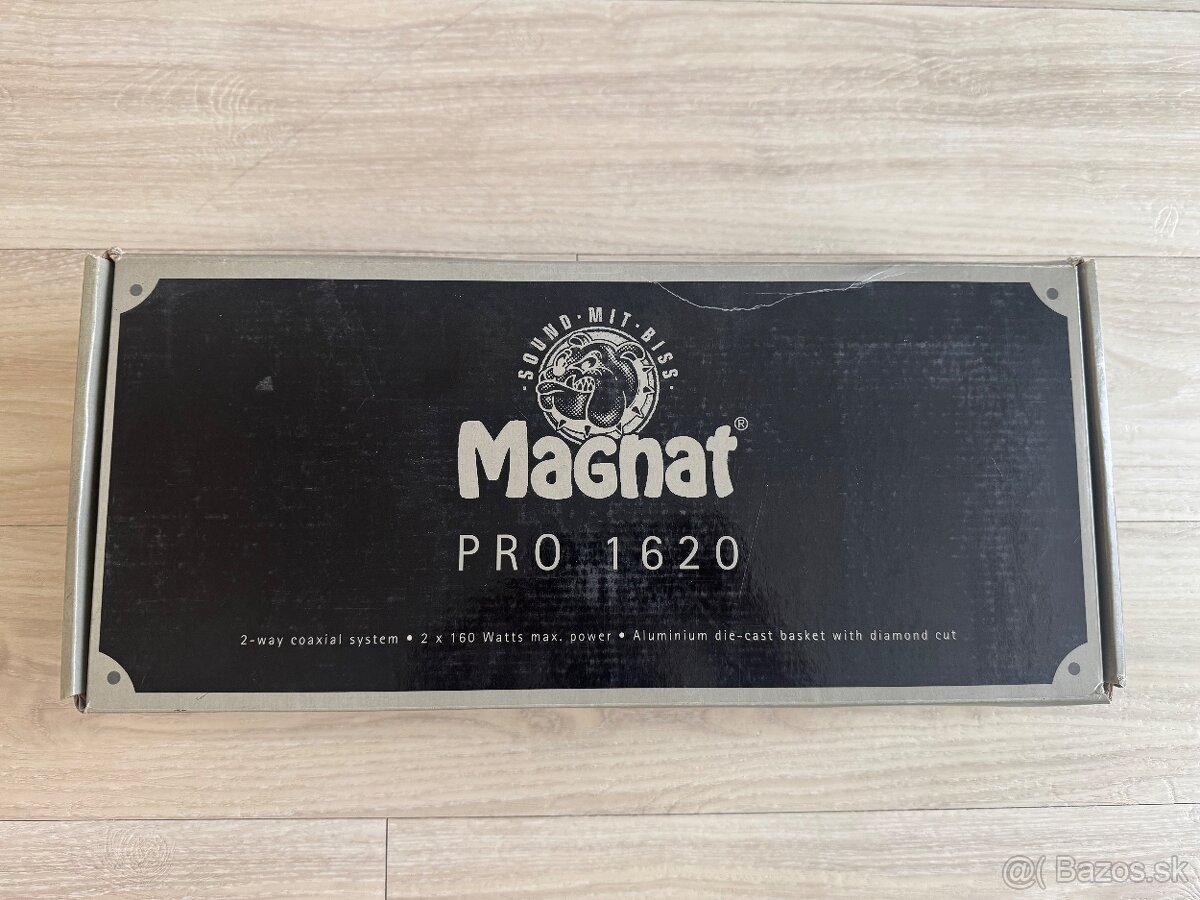 ·SOUND·MIT·BISS·
Magnat®
PRO 1620
2-way coaxial system • 2 x 160 Watts max. power • Aluminium die-cast basket with diamond cut
@( Bazos.sk